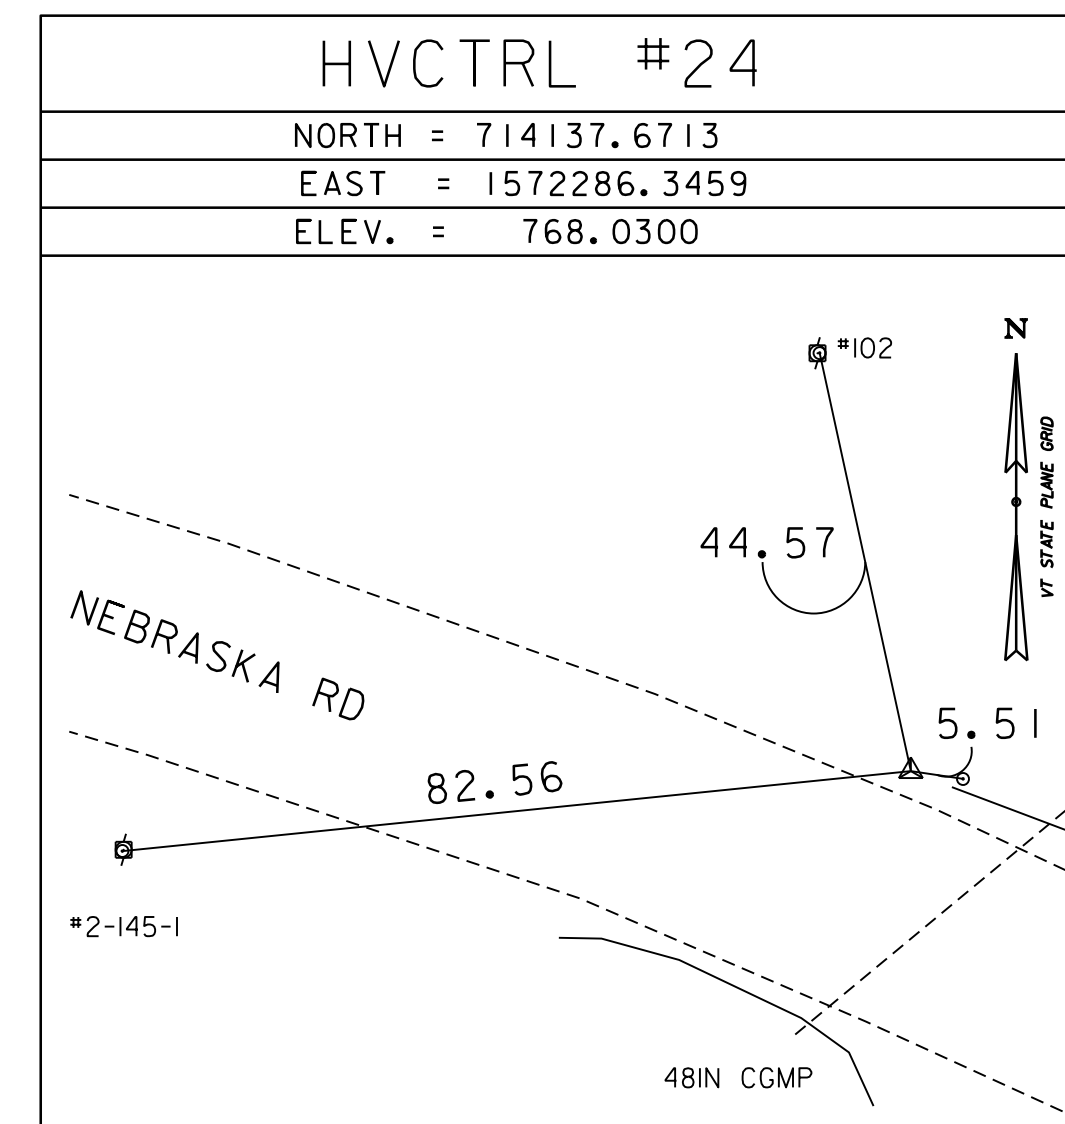 HVCTRL #24
NORTH = 714137.6713
EAST = 1572286.3459
ELEV. = 768.0300
N
#102
VT STATE PLANE GRID
44.57
NEBRASKA RD
5.51
82.56
#2-145-1
48IN CGMP